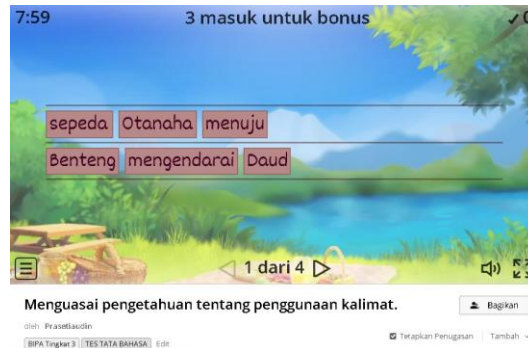 7:59 3 masuk untuk bonus ✓
sepeda Otanaha menuju
Benteng mengendarai Daud
1 dari 4
Menguasai pengetahuan tentang penggunaan kalimat. Bagikan
oleh Prasetiaudin
BIPA Tingkat 3 TES TATA BAHASA Edit Tetapkan Penugasan Tambah